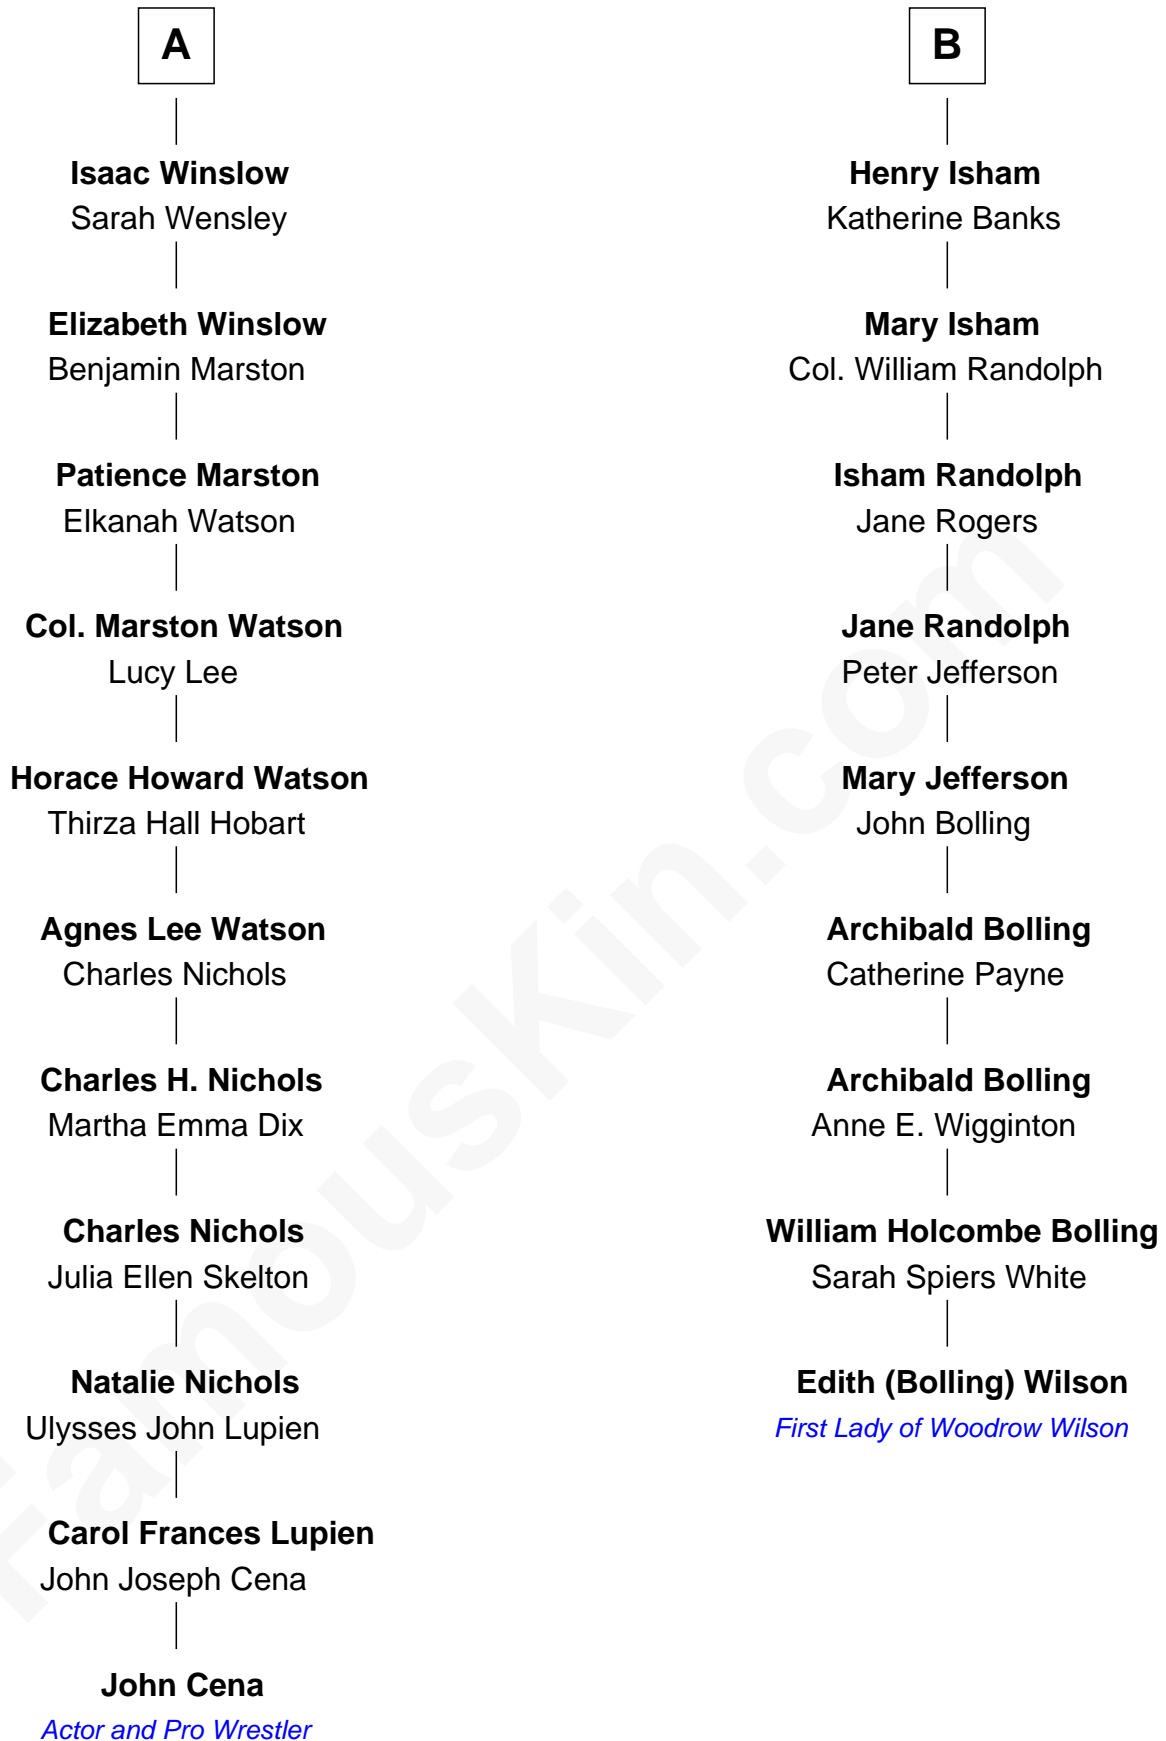 A
Isaac Winslow
Sarah Wensley
Elizabeth Winslow
Benjamin Marston
Patience Marston
Elkanah Watson
Col. Marston Watson
Lucy Lee
Horace Howard Watson
Thirza Hall Hobart
Agnes Lee Watson
Charles Nichols
Charles H. Nichols
Martha Emma Dix
Charles Nichols
Julia Ellen Skelton
Natalie Nichols
Ulysses John Lupien
Carol Frances Lupien
John Joseph Cena
John Cena
Actor and Pro Wrestler
B
Henry Isham
Katherine Banks
Mary Isham
Col. William Randolph
Isham Randolph
Jane Rogers
Jane Randolph
Peter Jefferson
Mary Jefferson
John Bolling
Archibald Bolling
Catherine Payne
Archibald Bolling
Anne E. Wigginton
William Holcombe Bolling
Sarah Spiers White
Edith (Bolling) Wilson
First Lady of Woodrow Wilson
FamousKin.com